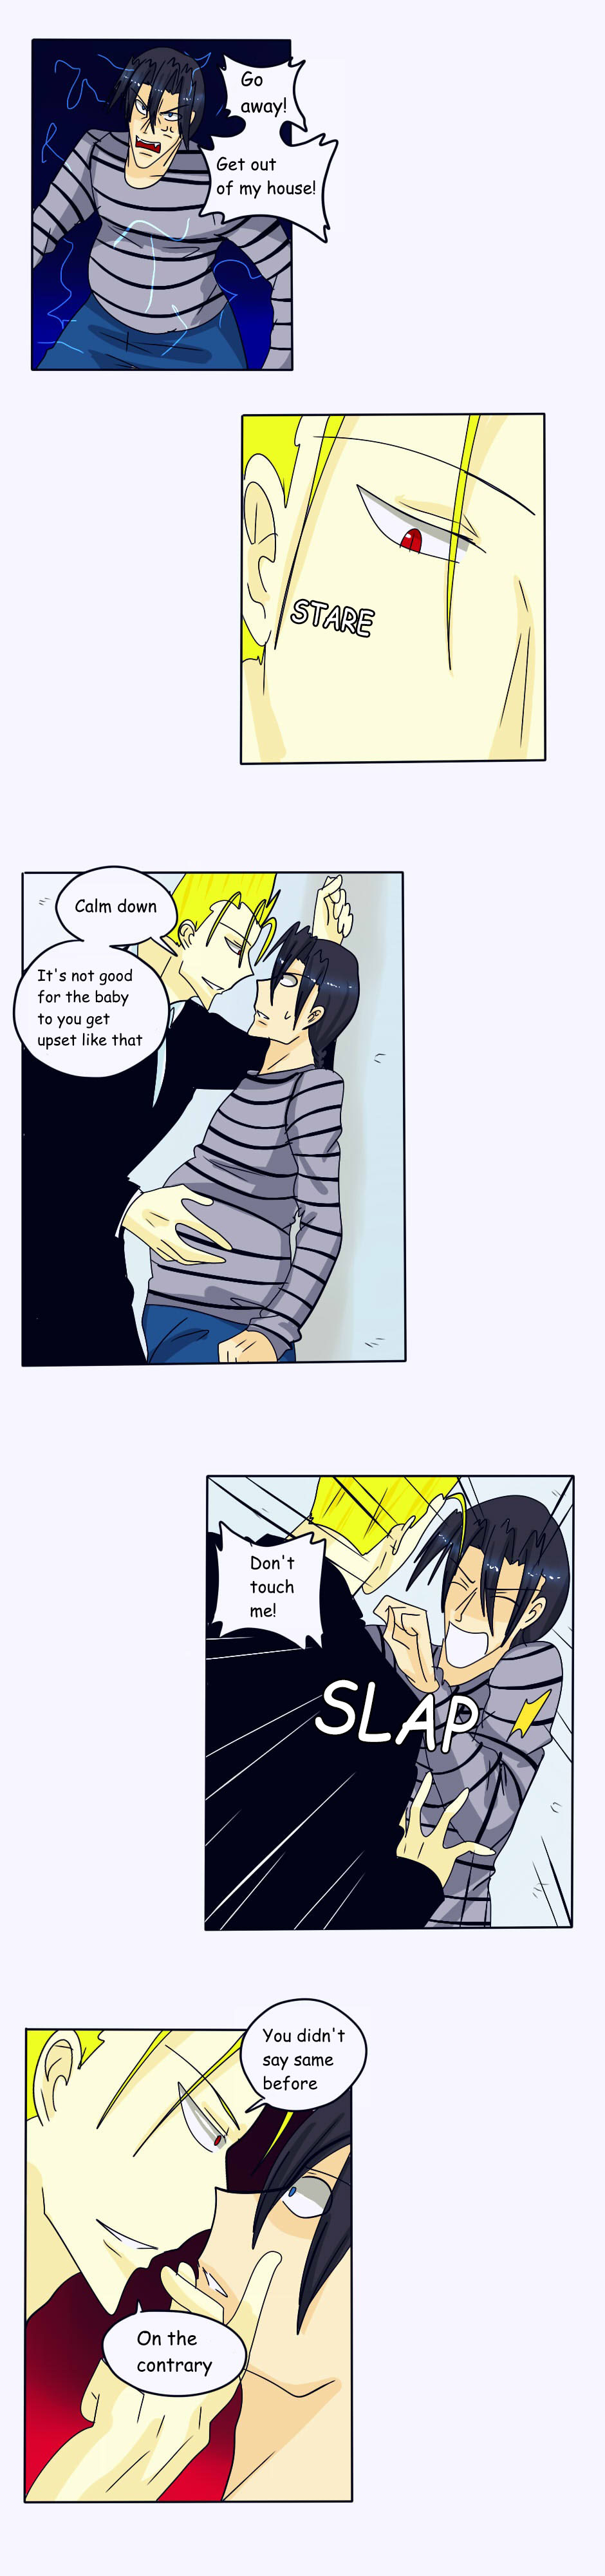 Go
away!
Get out
of my house!
STARE
Calm down
It's not good
for the baby
to you get
upset like that
Don't
touch
me!
SLAP
You didn't
say same
before
On the
contrary